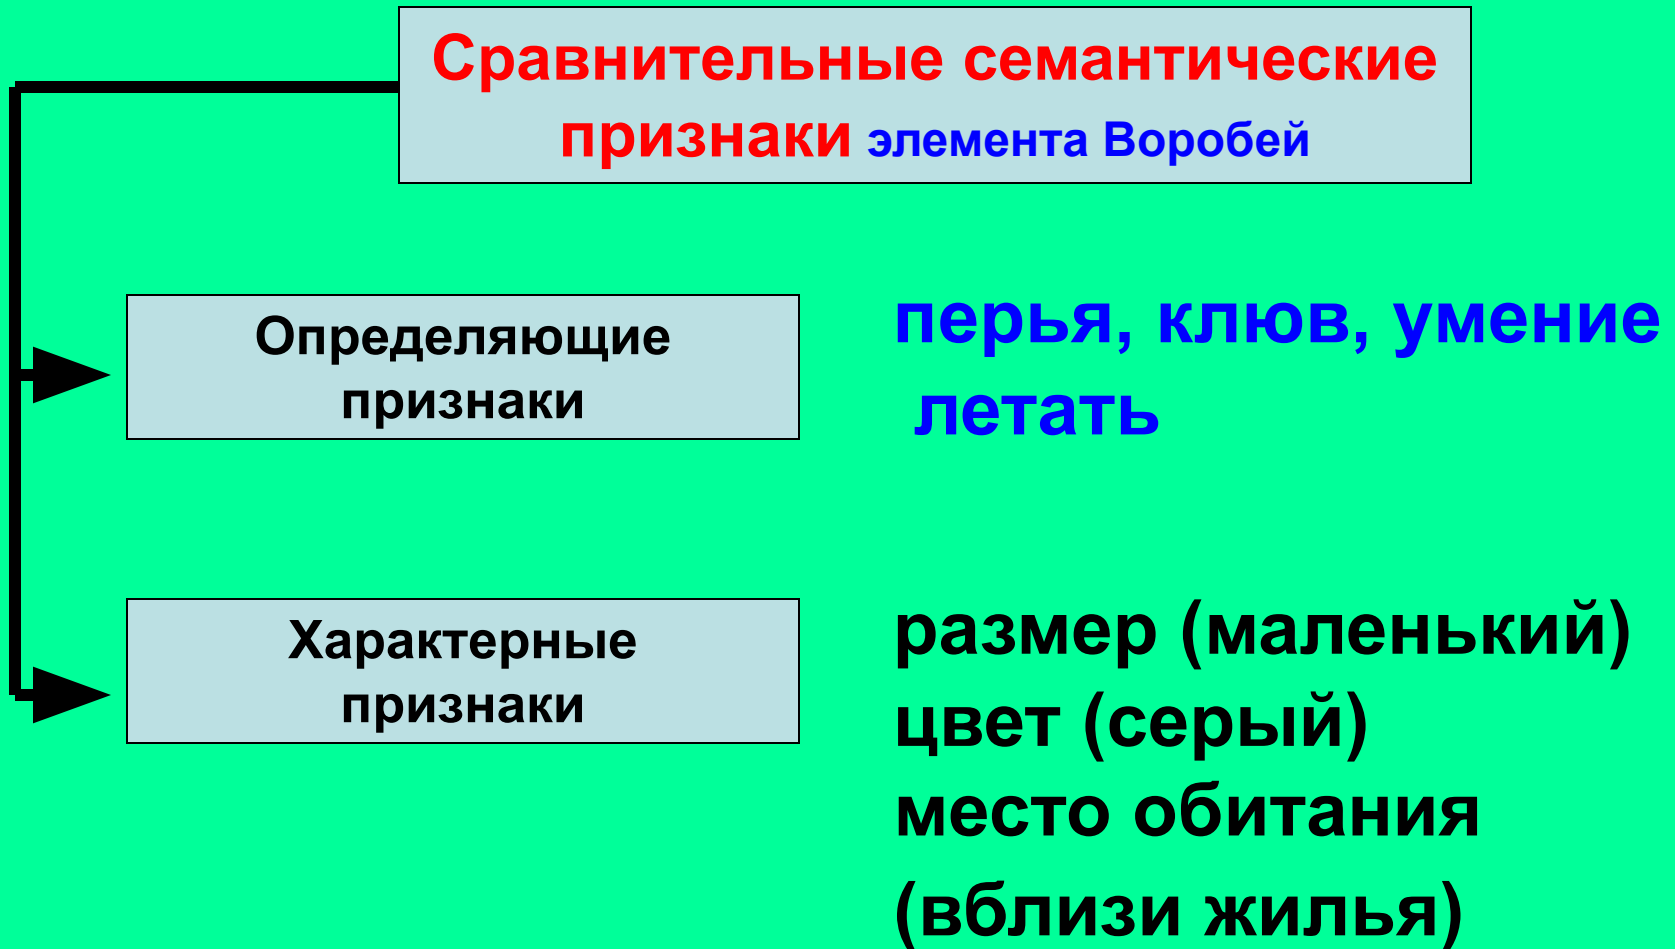 Сравнительные семантические
признаки элемента Воробей
Определяющие
признаки
перья, клюв, умение
летать
Характерные
признаки
размер (маленький)
цвет (серый)
место обитания
(вблизи жилья)